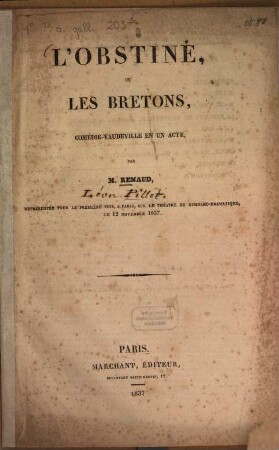 L'OBSTINÉ,
OU
LES BRETONS,
COMÉDIE-VAUDEVILLE EN UN ACTE,
PAR
M. RENAUD,
Léon Pillet.
REPRÉSENTÉE POUR LA PREMIÈRE FOIS, A PARIS, SUR LE THÉATRE DU GYMNASE-DRAMATIQUE,
LE 12 NOVEMBRE 1837.
PARIS.
MARCHANT, ÉDITEUR,
BOULEVART SAINT-MARTIN, 12.
1837